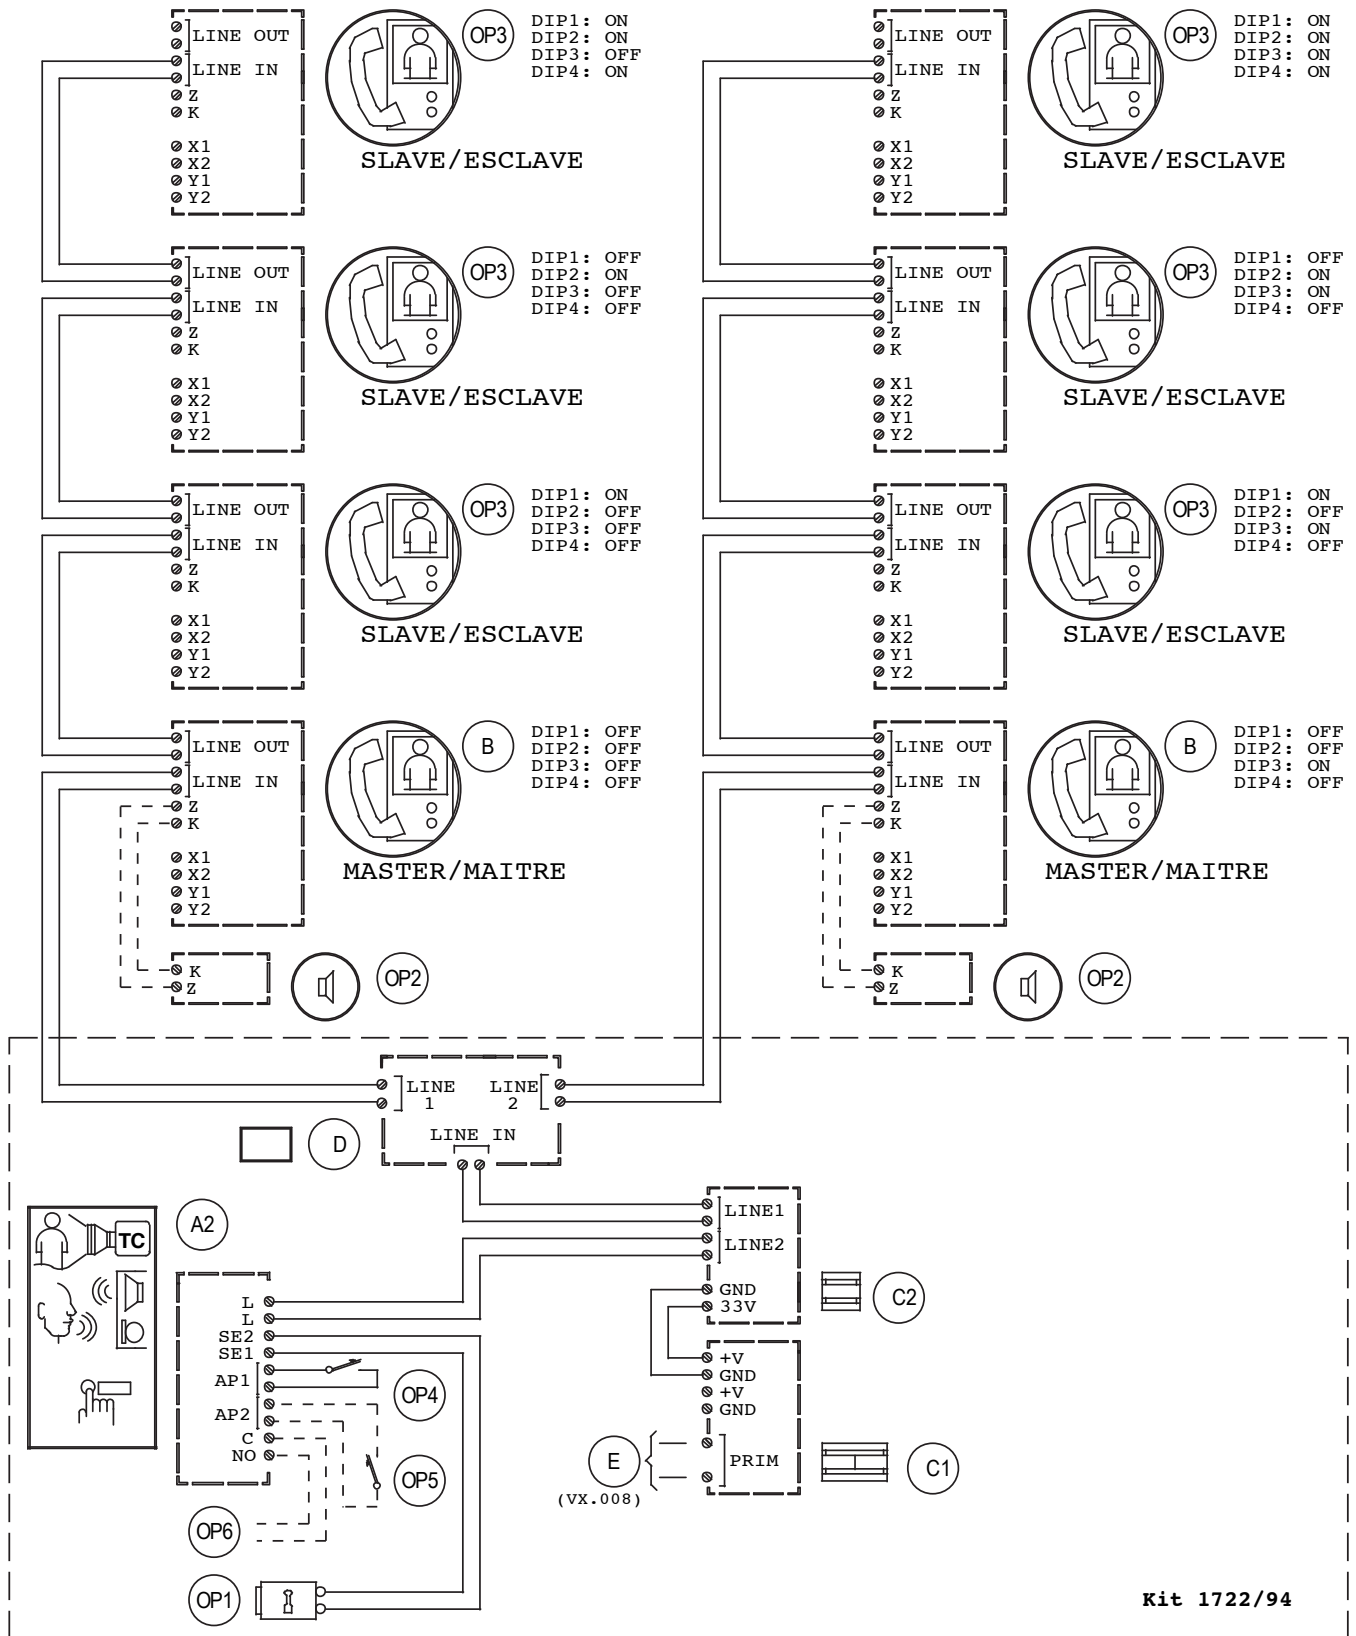 LINE OUT
LINE IN
Z
K
X1
X2
Y1
Y2
OP3
DIP1: ON
DIP2: ON
DIP3: OFF
DIP4: ON
SLAVE/ESCLAVE
LINE OUT
LINE IN
Z
K
X1
X2
Y1
Y2
OP3
DIP1: ON
DIP2: ON
DIP3: ON
DIP4: ON
SLAVE/ESCLAVE
LINE OUT
LINE IN
Z
K
X1
X2
Y1
Y2
OP3
DIP1: OFF
DIP2: ON
DIP3: OFF
DIP4: OFF
SLAVE/ESCLAVE
LINE OUT
LINE IN
Z
K
X1
X2
Y1
Y2
OP3
DIP1: OFF
DIP2: ON
DIP3: ON
DIP4: OFF
SLAVE/ESCLAVE
LINE OUT
LINE IN
Z
K
X1
X2
Y1
Y2
OP3
DIP1: ON
DIP2: OFF
DIP3: OFF
DIP4: OFF
SLAVE/ESCLAVE
LINE OUT
LINE IN
Z
K
X1
X2
Y1
Y2
OP3
DIP1: ON
DIP2: OFF
DIP3: ON
DIP4: OFF
SLAVE/ESCLAVE
LINE OUT
LINE IN
Z
K
X1
X2
Y1
Y2
B
DIP1: OFF
DIP2: OFF
DIP3: OFF
DIP4: OFF
MASTER/MAITRE
LINE OUT
LINE IN
Z
K
X1
X2
Y1
Y2
B
DIP1: OFF
DIP2: OFF
DIP3: ON
DIP4: OFF
MASTER/MAITRE
K
Z
OP2
K
Z
OP2
LINE 1
LINE 2
LINE IN
D
A2
TC
LINE1
LINE2
GND
33V
C2
L
L
SE2
SE1
AP1
AP2
C
NO
OP4
OP5
OP6
OP1
+V
GND
+V
GND
PRIM
E
(VX.008)
C1
Kit 1722/94